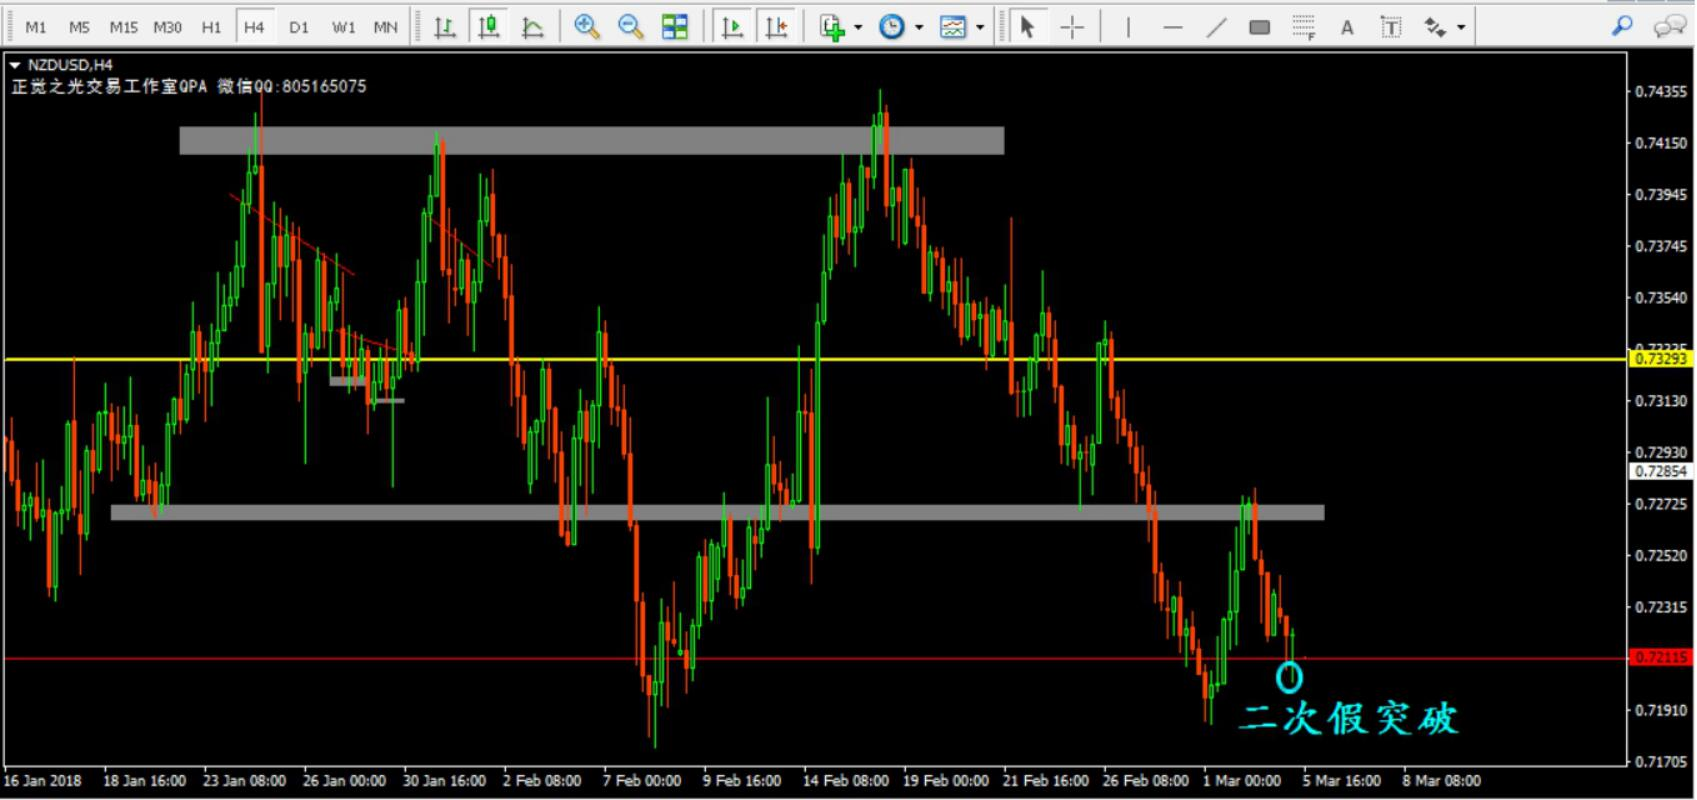 M1 M5 M15 M30 H1 H4 D1 W1 MN
A T F
NZDUSD,H4
正觉之光交易工作室QPA 微信QQ:805165075
0.74355
0.74150
0.73945
0.73745
0.73540
0.73335
0.73293
0.73130
0.72930
0.72854
0.72725
0.72520
0.72315
0.72115
0.71910
0.71705
二次假突破
16 Jan 2018 18 Jan 16:00 23 Jan 08:00 26 Jan 00:00 30 Jan 16:00 2 Feb 08:00 7 Feb 00:00 9 Feb 16:00 14 Feb 08:00 19 Feb 00:00 21 Feb 16:00 26 Feb 08:00 1 Mar 00:00 5 Mar 16:00 8 Mar 08:00